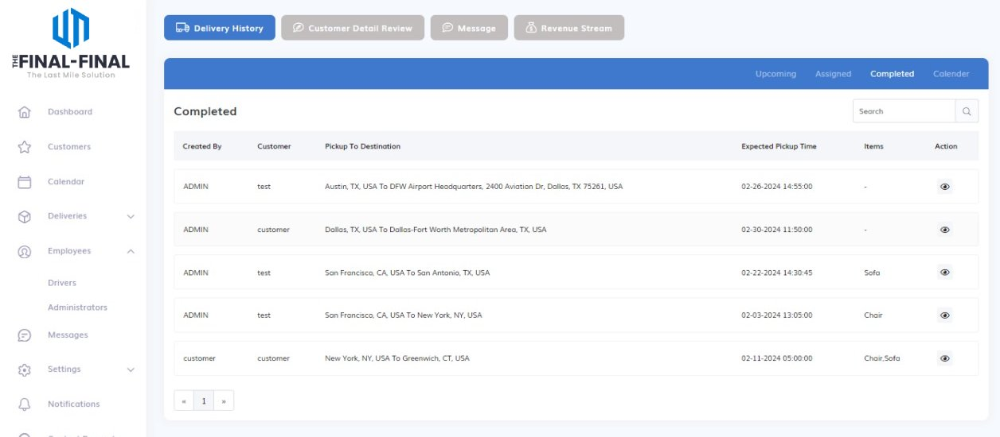 THE FINAL-FINAL
The Last Mile Solution
Dashboard
Customers
Calendar
Deliveries
Employees
Drivers
Administrators
Messages
Settings
Notifications
Delivery History Customer Detail Review Message Revenue Stream
Upcoming Assigned Completed Calender
Completed
Search
Created By Customer Pickup To Destination Expected Pickup Time Items Action
ADMIN test Austin, TX, USA To DFW Airport Headquarters, 2400 Aviation Dr, Dallas, TX 75261, USA 02-26-2024 14:55:00 -
ADMIN customer Dallas, TX, USA To Dallas-Fort Worth Metropolitan Area, TX, USA 02-30-2024 11:50:00 -
ADMIN test San Francisco, CA, USA To San Antonio, TX, USA 02-22-2024 14:30:45 Sofa
ADMIN test San Francisco, CA, USA To New York, NY, USA 02-03-2024 13:05:00 Chair
customer customer New York, NY, USA To Greenwich, CT, USA 02-11-2024 05:00:00 Chair,Sofa
« 1 »